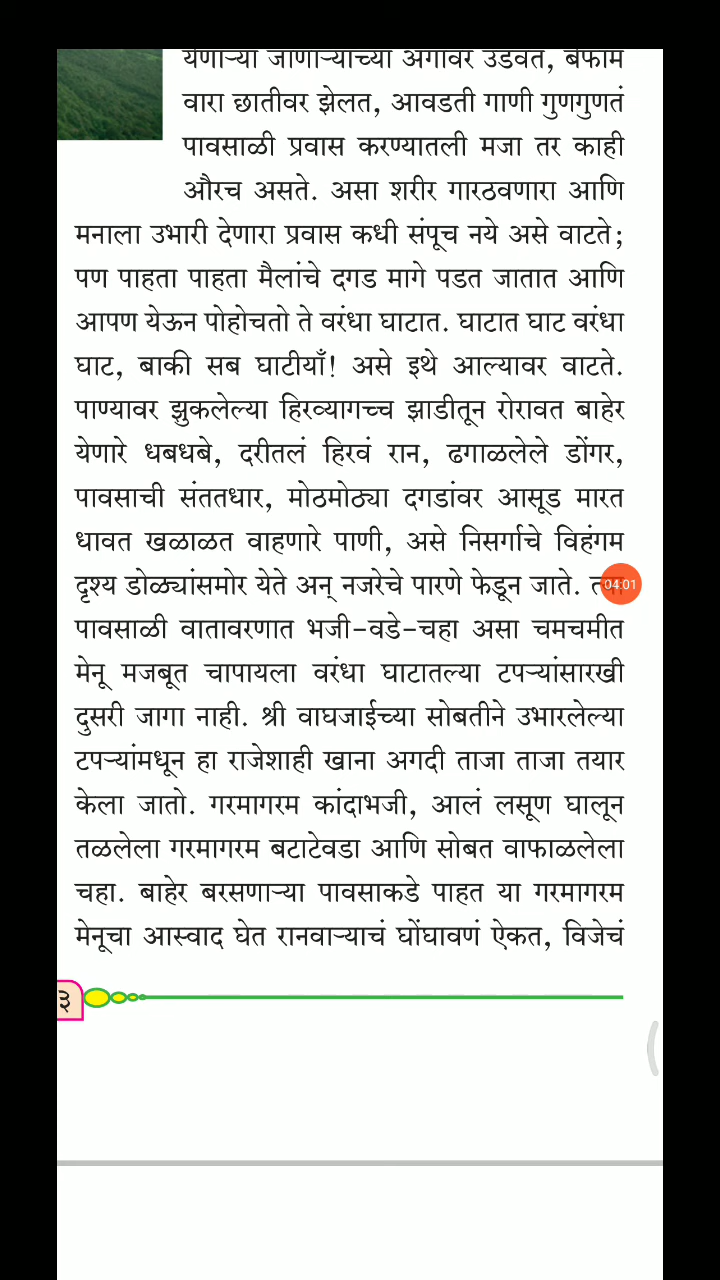 येणाऱ्या जाणाऱ्यांच्या अंगावर उडवत, बेफाम
वारा छातीवर झेलत, आवडती गाणी गुणगुणतं
पावसाळी प्रवास करण्यातली मजा तर काही
औरच असते. असा शरीर गारठवणारा आणि
मनाला उभारी देणारा प्रवास कधी संपूच नये असे वाटते;
पण पाहता पाहता मैलांचे दगड मागे पडत जातात आणि
आपण येऊन पोहोचतो ते वरंधा घाटात. घाटात घाट वरंधा
घाट, बाकी सब घाटीयाँ! असे इथे आल्यावर वाटते.
पाण्यावर झुकलेल्या हिरव्यागच्च झाडीतून रोरावत बाहेर
येणारे धबधबे, दरीतलं हिरवं रान, ढगाळलेले डोंगर,
पावसाची संततधार, मोठमोठ्या दगडांवर आसूड मारत
धावत खळाळत वाहणारे पाणी, असे निसर्गाचे विहंगम
दृश्य डोळ्यांसमोर येते अन् नजरेचे पारणे फेडून जाते.
04:01
पावसाळी वातावरणात भजी-वडे-चहा असा चमचमीत
मेनू मजबूत चापायला वरंधा घाटातल्या टपऱ्यांसारखी
दुसरी जागा नाही. श्री वाघजाईच्या सोबतीने उभारलेल्या
टपऱ्यांमधून हा राजेशाही खाना अगदी ताजा ताजा तयार
केला जातो. गरमागरम कांदाभजी, आलं लसूण घालून
तळलेला गरमागरम बटाटेवडा आणि सोबत वाफाळलेला
चहा. बाहेर बरसणाऱ्या पावसाकडे पाहत या गरमागरम
मेनूचा आस्वाद घेत रानवाऱ्याचं घोंघावणं ऐकत, विजेचं
३